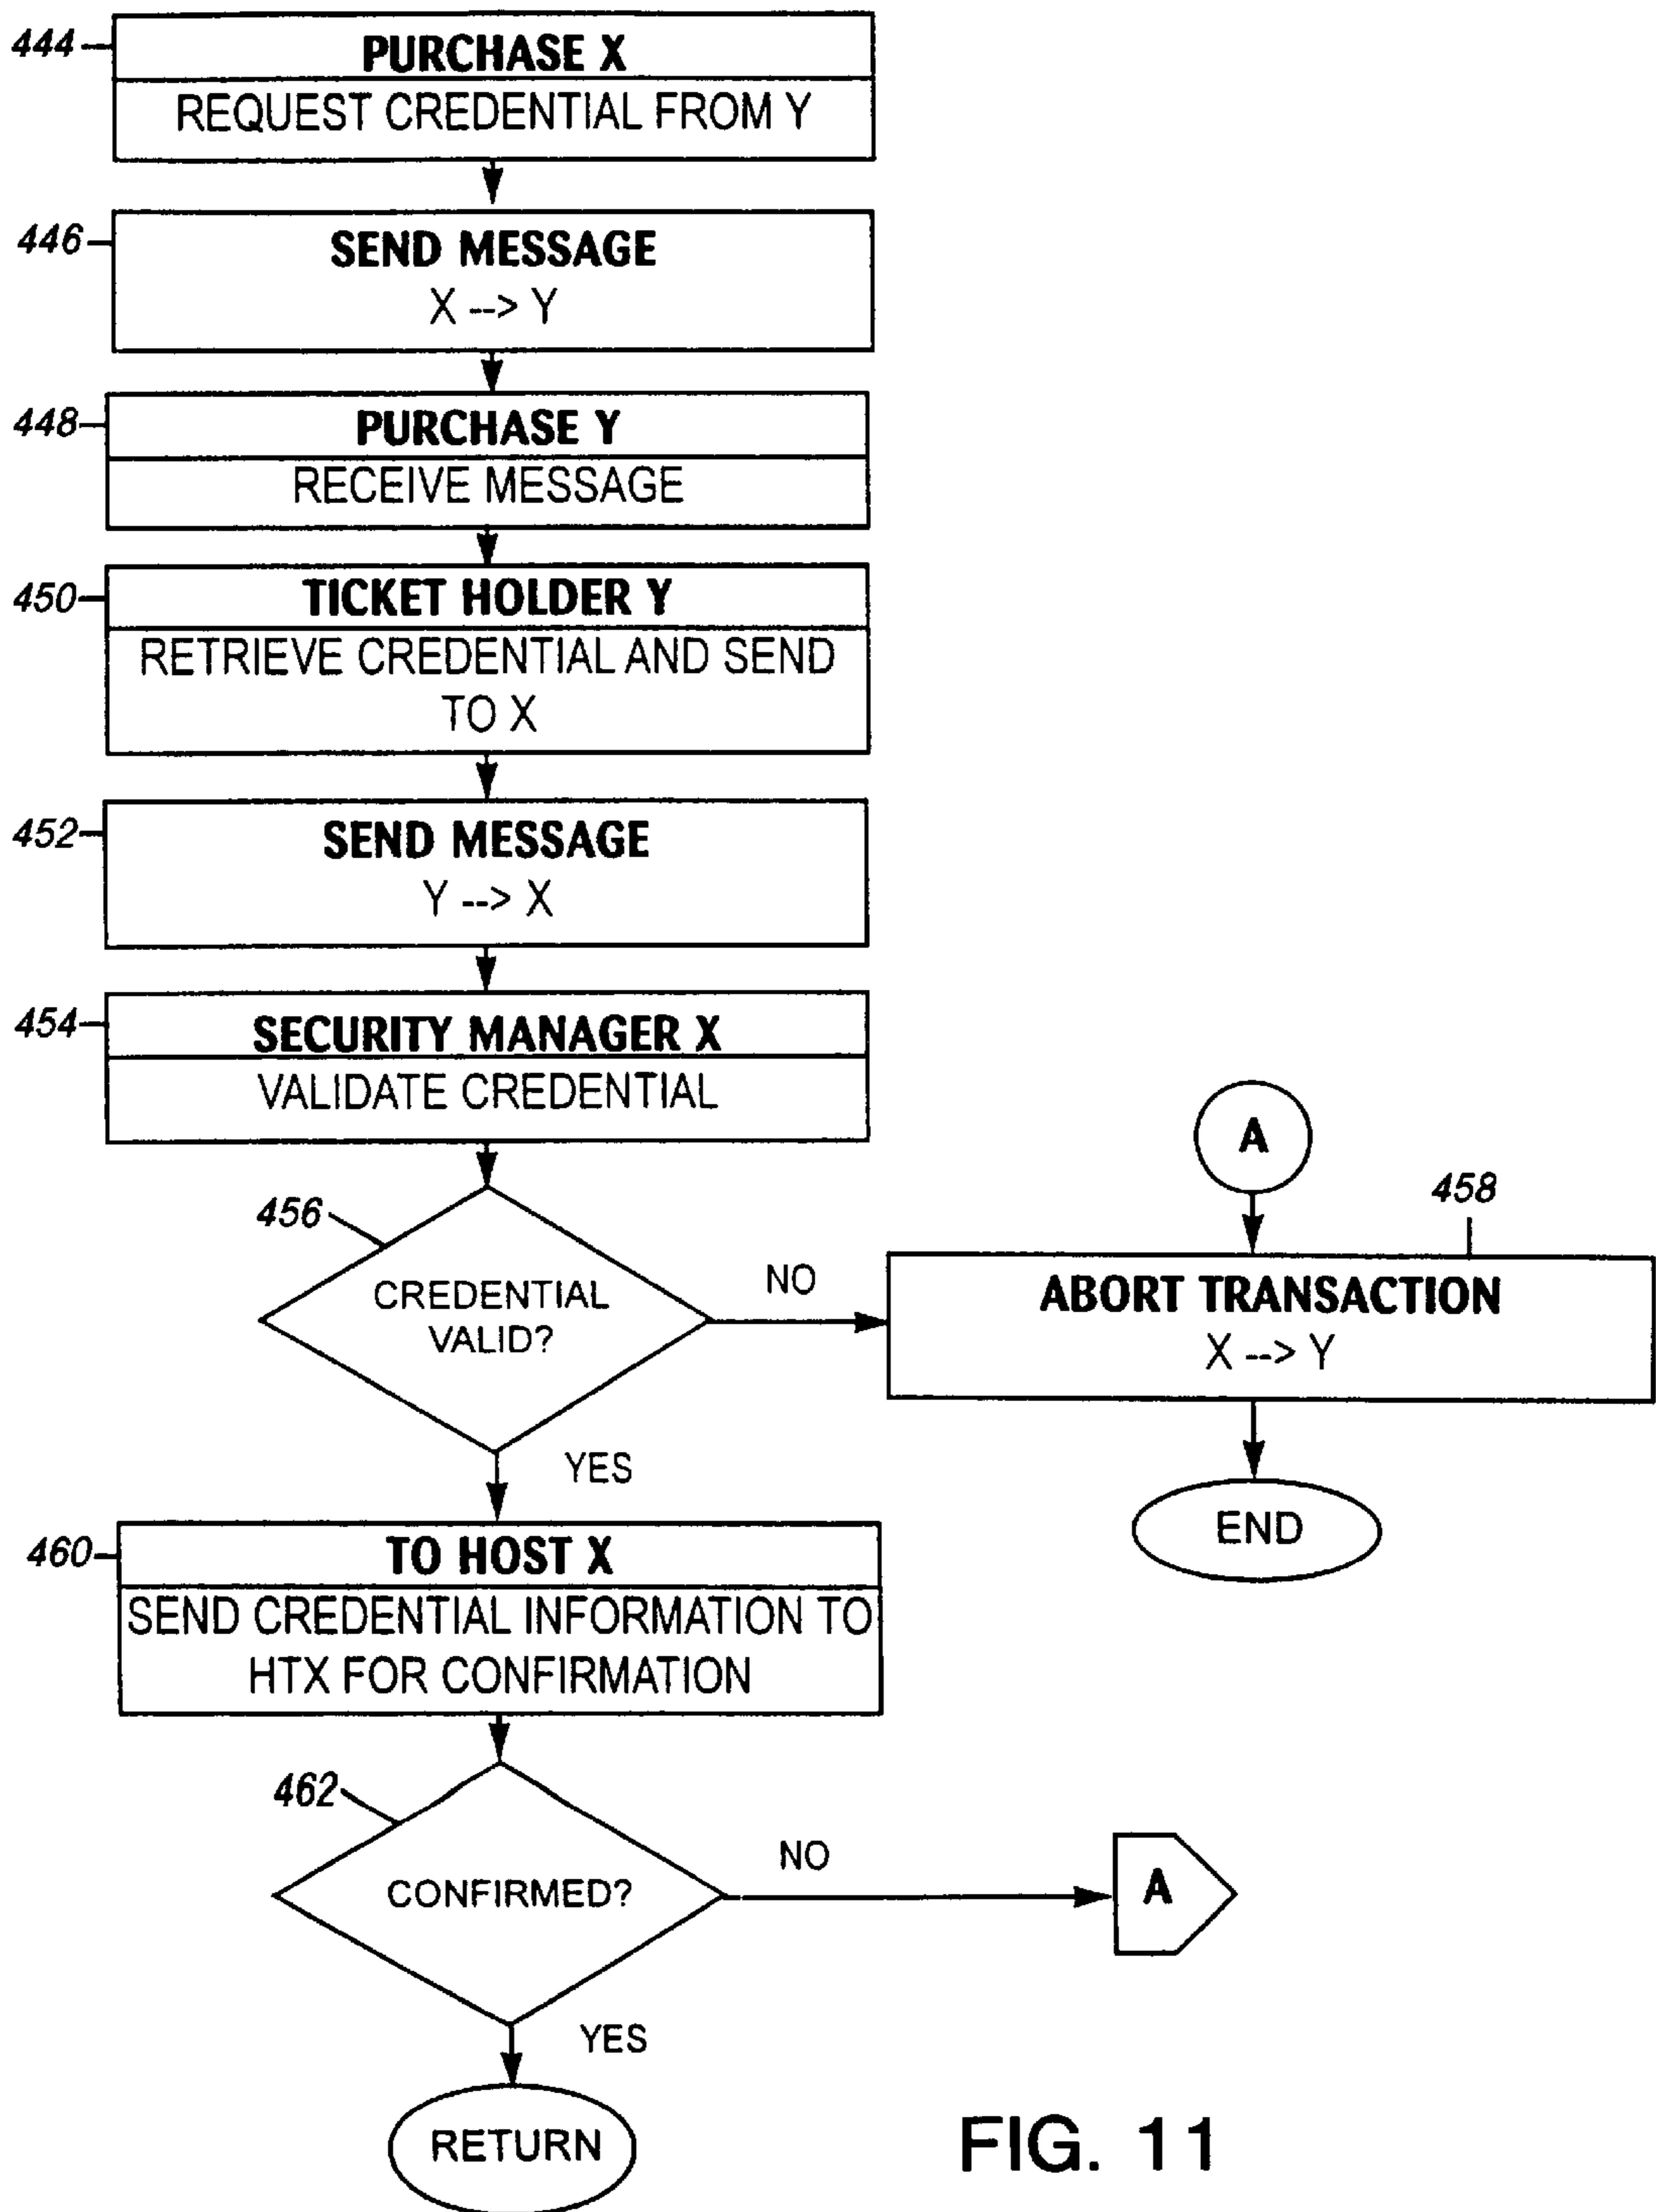 444
PURCHASE X
REQUEST CREDENTIAL FROM Y
446
SEND MESSAGE
X --> Y
448
PURCHASE Y
RECEIVE MESSAGE
450
TICKET HOLDER Y
RETRIEVE CREDENTIAL AND SEND
TO X
452
SEND MESSAGE
Y --> X
454
SECURITY MANAGER X
VALIDATE CREDENTIAL
456
CREDENTIAL
VALID?
NO
YES
A
458
ABORT TRANSACTION
X --> Y
END
460
TO HOST X
SEND CREDENTIAL INFORMATION TO
HTX FOR CONFIRMATION
462
CONFIRMED?
NO
A
YES
RETURN
FIG. 11